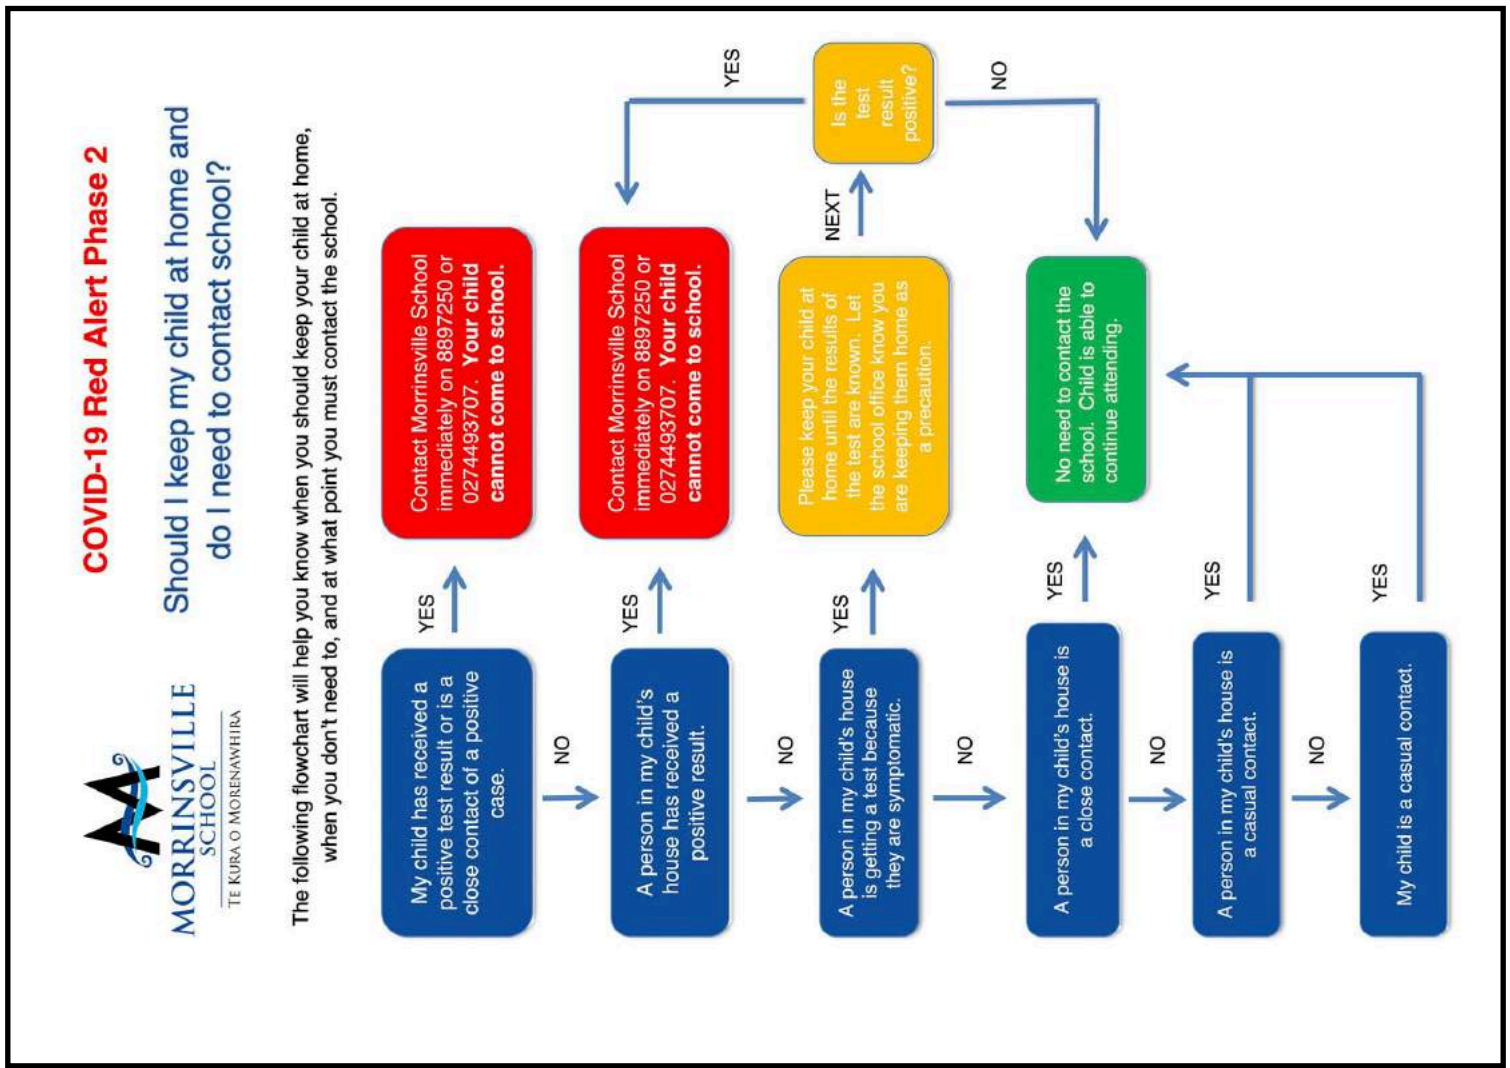 MORRINSVILLE
SCHOOL
TE KURA O MORENAWHIRA
COVID-19 Red Alert Phase 2
Should I keep my child at home and
do I need to contact school?
The following flowchart will help you know when you should keep your child at home,
when you don't need to, and at what point you must contact the school.
My child has received a
positive test result or is a
close contact of a positive
case.
YES
Contact Morrinsville School
immediately on 8897250 or
0274493707. Your child
cannot come to school.
NO
A person in my child's
house has received a
positive result.
YES
Contact Morrinsville School
immediately on 8897250 or
0274493707. Your child
cannot come to school.
YES
NO
A person in my child's house
is getting a test because
they are symptomatic.
YES
Please keep your child at
home until the results of
the test are known. Let
the school office know you
are keeping them home as
a precaution.
NEXT
Is the
test
result
positive?
NO
NO
A person in my child's house is
a close contact.
YES
No need to contact the
school. Child is able to
continue attending.
NO
A person in my child's house is
a casual contact.
YES
NO
My child is a casual contact.
YES